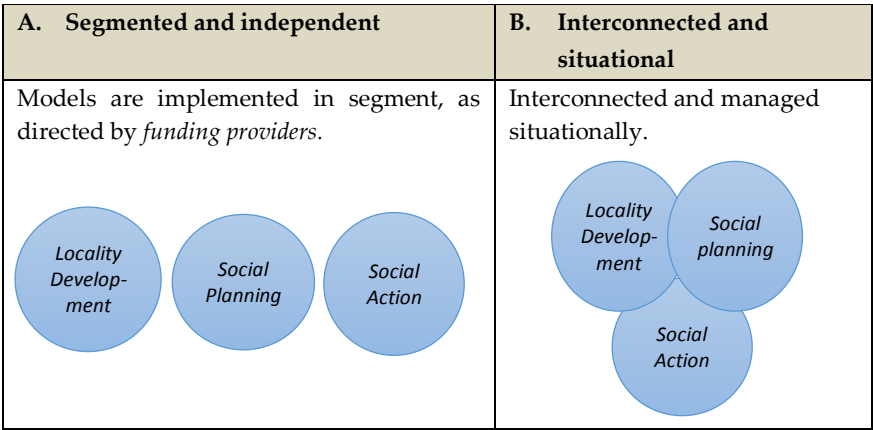 A. Segmented and independent
B. Interconnected and
situational
Models are implemented in segment, as
directed by funding providers.
Locality
Develop-
ment
Social
Planning
Social
Action
Interconnected and managed
situationally.
Locality
Develop-
ment
Social
planning
Social
Action